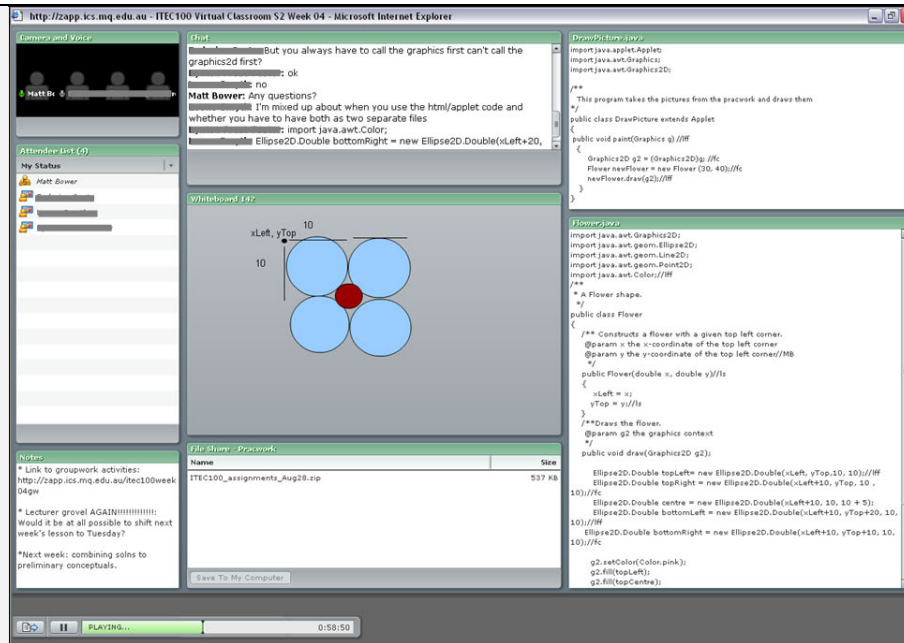 http://zapp.ics.mq.edu.au - ITEC100 Virtual Classroom S2 Week 04 - Microsoft Internet Explorer
Camera and Voice
Matt Bo
Attendee List (4)
My Status
Matt Bower
Notes
* Link to groupwork activities:
http://zapp.ics.mq.edu.au/itec100week
04gw
* Lecturer grovel AGAIN!!!!!!!!!!!!!:
Would it be at all possible to shift next
week's lesson to Tuesday?
*Next week: combining solns to
preliminary conceptuals.
Chat
But you always have to call the graphics first can't call the
graphics2d first?
ok
no
Matt Bower: Any questions?
I'm mixed up about when you use the html/applet code and
whether you have to have both as two separate files
import java.awt.Color;
Ellipse2D.Double bottomRight = new Ellipse2D.Double(xLeft+20,
Whiteboard 142
10
xLeft, yTop
10
File Share - Pracwork
Name Size
ITEC100_assignments_Aug28.zip 537 KB
Save To My Computer
DrawPicture.java
import java.applet.Applet;
import java.awt.Graphics;
import java.awt.Graphics2D;
/**
This program takes the pictures from the pracwork and draws them
*/
public class DrawPicture extends Applet
{
public void paint(Graphics g) //lff
{
Graphics2D g2 = (Graphics2D)g; //fc
Flower newFlower = new Flower (30, 40);//fc
newFlower.draw(g2);//lff
}
}
Flower.java
import java.awt.Graphics2D;
import java.awt.geom.Ellipse2D;
import java.awt.geom.Line2D;
import java.awt.geom.Point2D;
import java.awt.Color;//lff
/**
* A Flower shape.
*/
public class Flower
{
/** Constructs a flower with a given top left corner.
@param x the x-coordinate of the top left corner
@param y the y-coordinate of the top left corner//MB
*/
public Flower(double x, double y)//ls
{
xLeft = x;
yTop = y;//ls
}
/**Draws the flower.
@param g2 the graphics context
*/
public void draw(Graphics2D g2);
Ellipse2D.Double topLeft= new Ellipse2D.Double(xLeft, yTop,10, 10);//lff
Ellipse2D.Double topRight = new Ellipse2D.Double(xLeft+10, yTop, 10 ,
10);//fc
Ellipse2D.Double centre = new Ellipse2D.Double(xLeft+10, 10, 10 + 5);
Ellipse2D.Double bottomLeft = new Ellipse2D.Double(xLeft+10, yTop+20, 10,
10);//lff
Ellipse2D.Double bottomRight = new Ellipse2D.Double(xLeft+10, yTop+10, 10,
10);//fc
g2.setColor(Color.pink);
g2.fill(topLeft);
g2.fill(topCentre);
PLAYING... 0:58:50